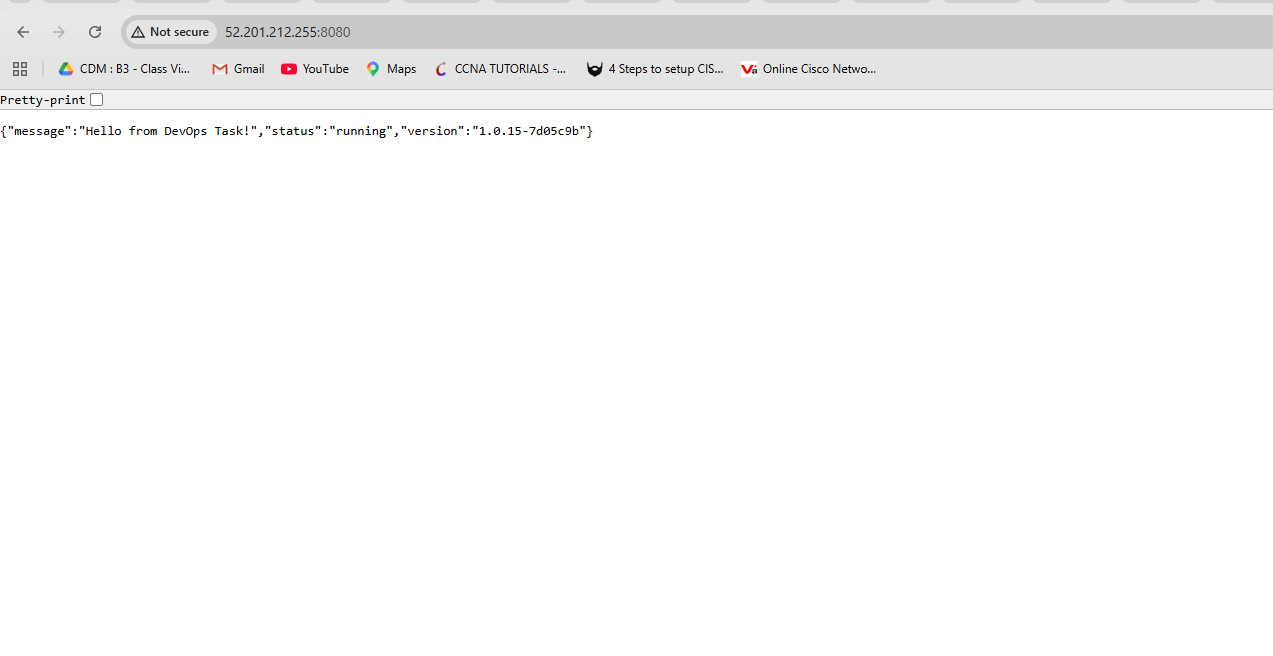 Not secure 52.201.212.255:8080
CDM : B3 - Class Vi... Gmail YouTube Maps CCNA TUTORIALS -... 4 Steps to setup CIS... Online Cisco Netwo...
Pretty-print
{"message":"Hello from DevOps Task!","status":"running","version":"1.0.15-7d05c9b"}